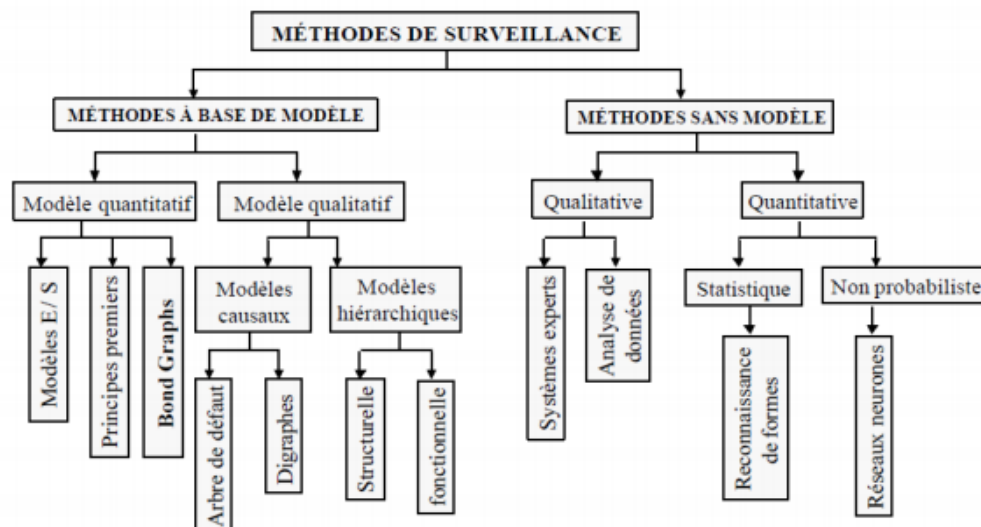 MÉTHODES DE SURVEILLANCE
MÉTHODES À BASE DE MODÈLE
MÉTHODES SANS MODÈLE
Modèle quantitatif
Modèle qualitatif
Qualitative
Quantitative
Modèles E/ S
Principes premiers
Bond Graphs
Modèles
causaux
Modèles
hiérarchiques
Systèmes experts
Analyse de
données
Statistique
Non probabiliste
Arbre de défaut
Digraphes
Structurelle
fonctionnelle
Reconnaissance
de formes
Réseaux neurones